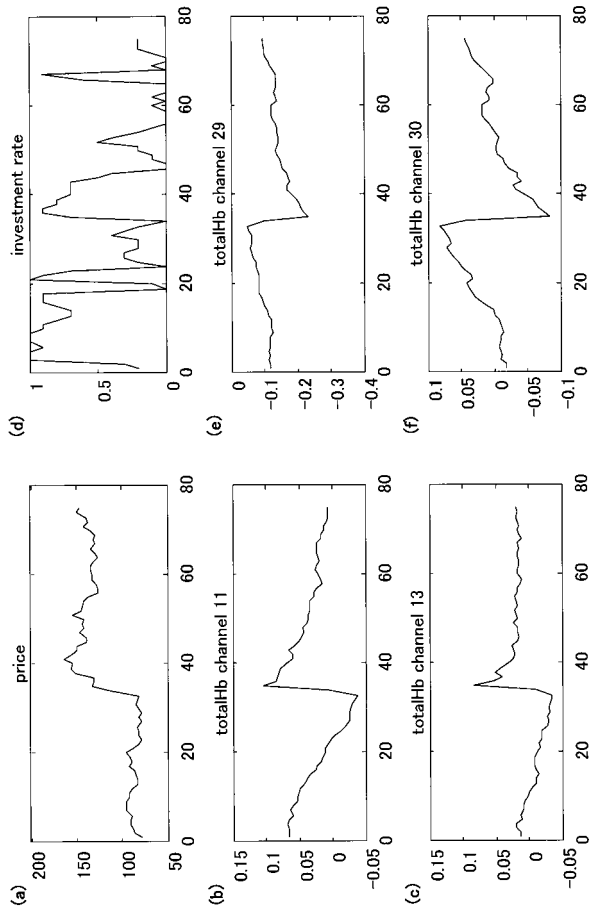 (a)
price
200
150
100
50
0 20 40 60 80
(d)
investment rate
1
0.5
0
0 20 40 60 80
(b)
totalHb channel 11
0.15
0.1
0.05
0
−0.05
0 20 40 60 80
(e)
totalHb channel 29
0
−0.1
−0.2
−0.3
−0.4
0 20 40 60 80
(c)
totalHb channel 13
0.15
0.1
0.05
0
−0.05
0 20 40 60 80
(f)
totalHb channel 30
0.1
0.05
0
−0.05
−0.1
0 20 40 60 80